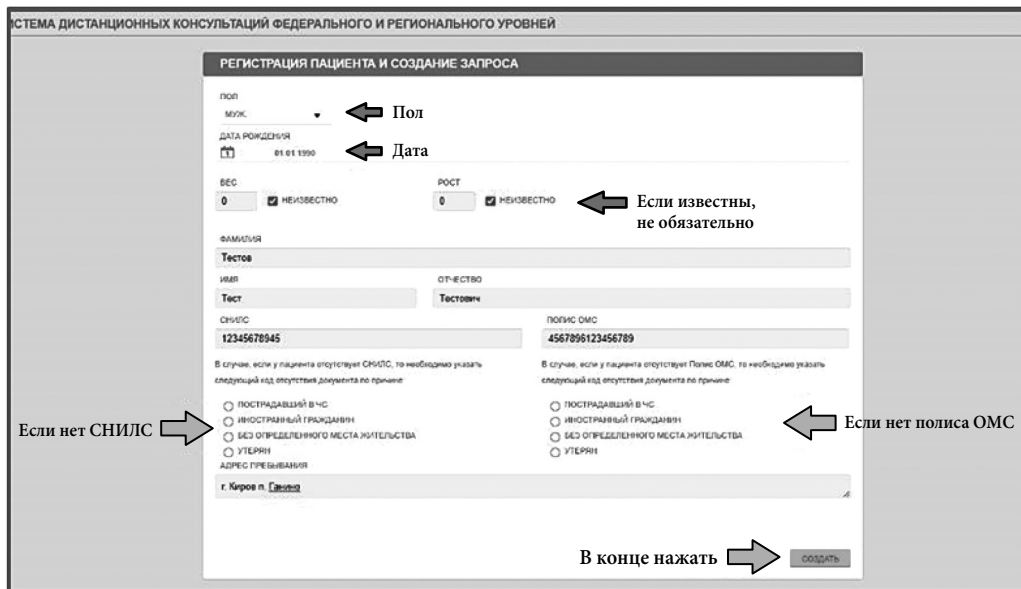 СТЕМА ДИСТАНЦИОННЫХ КОНСУЛЬТАЦИЙ ФЕДЕРАЛЬНОГО И РЕГИОНАЛЬНОГО УРОВНЕЙ
РЕГИСТРАЦИЯ ПАЦИЕНТА И СОЗДАНИЕ ЗАПРОСА
ПОЛ
МУЖ. Пол
ДАТА РОЖДЕНИЯ
01.01.1990 Дата
ВЕС РОСТ
0 НЕИЗВЕСТНО 0 НЕИЗВЕСТНО Если известны,
не обязательно
ФАМИЛИЯ
Тестов
ИМЯ ОТЧЕСТВО
Тест Тестович
СНИЛС ПОЛИС ОМС
12345678945 4567896123456789
В случае, если у пациента отсутствует СНИЛС, то необходимо указать В случае, если у пациента отсутствует Полис ОМС, то необходимо указать
следующий код отсутствия документа по причине следующий код отсутствия документа по причине
ПОСТРАДАВШИЙ В ЧС ПОСТРАДАВШИЙ В ЧС
Если нет СНИЛС ИНОСТРАННЫЙ ГРАЖДАНИН ИНОСТРАННЫЙ ГРАЖДАНИН Если нет полиса ОМС
БЕЗ ОПРЕДЕЛЕННОГО МЕСТА ЖИТЕЛЬСТВА БЕЗ ОПРЕДЕЛЕННОГО МЕСТА ЖИТЕЛЬСТВА
УТЕРЯН УТЕРЯН
АДРЕС ПРЕБЫВАНИЯ
г. Киров п. Ганино
В конце нажать СОЗДАТЬ